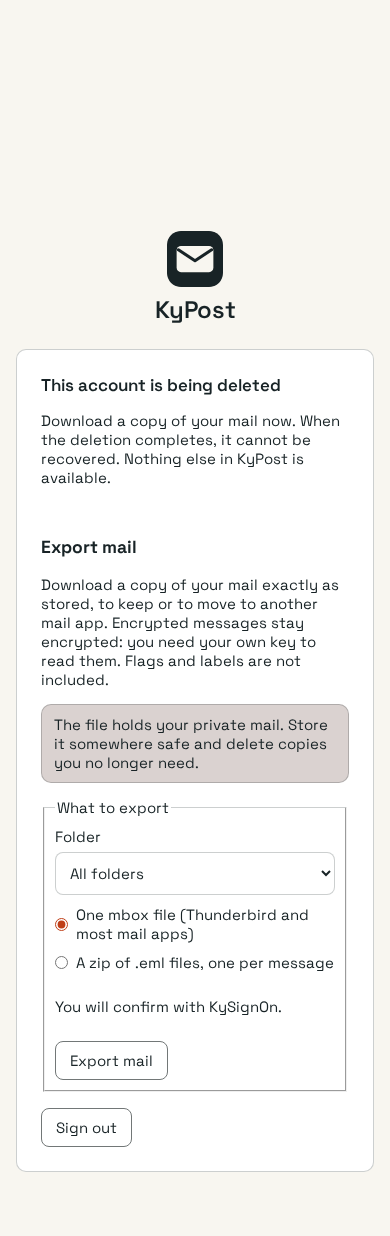 KyPost
This account is being deleted
Download a copy of your mail now. When
the deletion completes, it cannot be
recovered. Nothing else in KyPost is
available.
Export mail
Download a copy of your mail exactly as
stored, to keep or to move to another
mail app. Encrypted messages stay
encrypted: you need your own key to
read them. Flags and labels are not
included.
The file holds your private mail. Store
it somewhere safe and delete copies
you no longer need.
What to export
Folder
All folders
One mbox file (Thunderbird and
most mail apps)
A zip of .eml files, one per message
You will confirm with KySignOn.
Export mail
Sign out